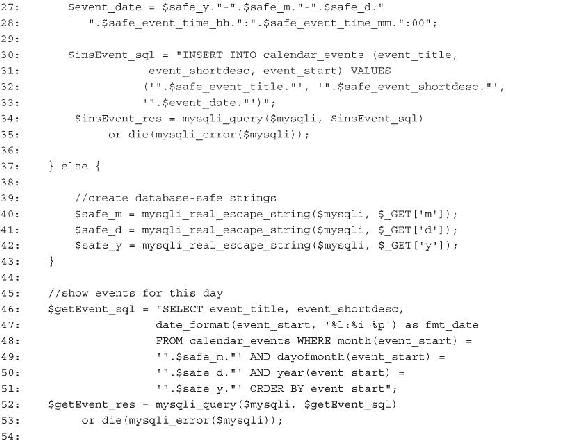 27:        $event_date = $safe_y."-".$safe_m."-".$safe_d."
28:           ".$safe_event_time_hh.":".$safe_event_time_mm.":00";
29:
30:        $insEvent_sql = "INSERT INTO calendar_events (event_title,
31:                     event_shortdesc, event_start) VALUES
32:                    ('".$safe_event_title."', '".$safe_event_shortdesc."',
33:                    '".$event_date."')";
34:         $insEvent_res = mysqli_query($mysqli, $insEvent_sql)
35:              or die(mysqli_error($mysqli));
36:
37:     } else {
38:
39:         //create database-safe strings
40:         $safe_m = mysqli_real_escape_string($mysqli, $_GET['m']);
41:         $safe_d = mysqli_real_escape_string($mysqli, $_GET['d']);
42:         $safe_y = mysqli_real_escape_string($mysqli, $_GET['y']);
43:     }
44:
45:     //show events for this day
46:     $getEvent_sql = "SELECT event_title, event_shortdesc,
47:                      date_format(event_start, '%l:%i %p') as fmt_date
48:                      FROM calendar_events WHERE month(event_start) =
49:                      '".$safe_m."' AND dayofmonth(event_start) =
50:                      '".$safe_d."' AND year(event_start) =
51:                      '".$safe_y."' ORDER BY event_start";
52:     $getEvent_res = mysqli_query($mysqli, $getEvent_sql)
53:          or die(mysqli_error($mysqli));
54: